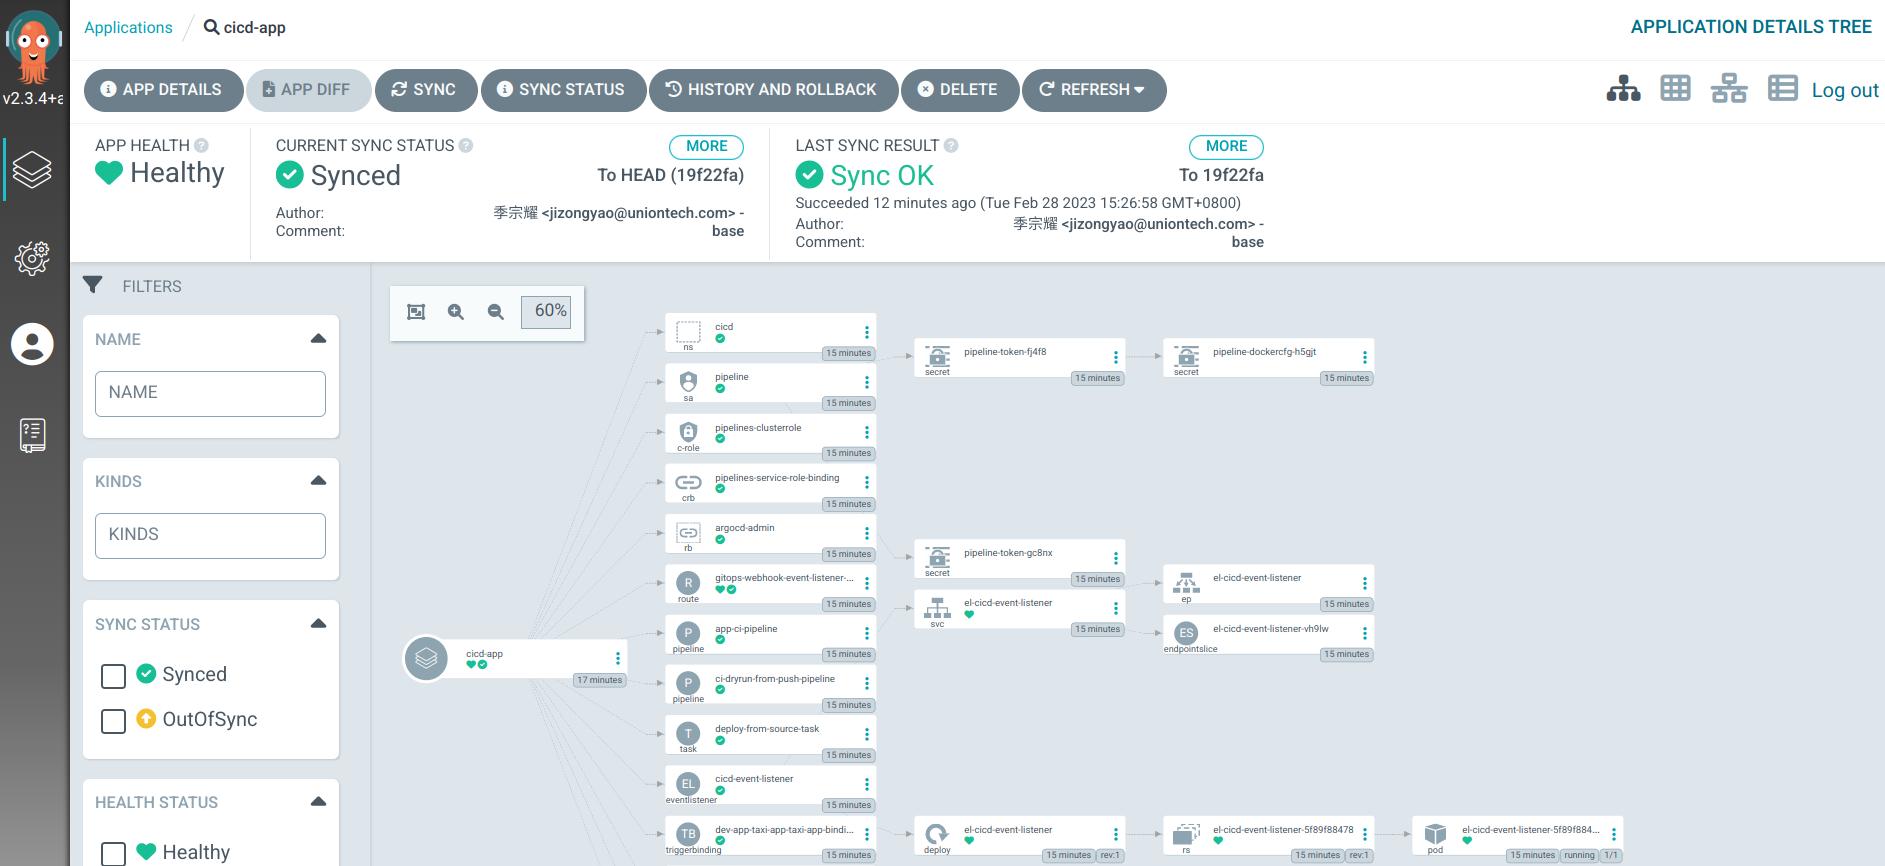 Applications / cicd-app
APPLICATION DETAILS TREE
v2.3.4+a
APP DETAILS
APP DIFF
SYNC
SYNC STATUS
HISTORY AND ROLLBACK
DELETE
REFRESH
Log out
APP HEALTH
Healthy
CURRENT SYNC STATUS
MORE
Synced
To HEAD (19f22fa)
Author:
季宗耀 <jizongyao@uniontech.com> -
Comment:
base
LAST SYNC RESULT
MORE
Sync OK
To 19f22fa
Succeeded 12 minutes ago (Tue Feb 28 2023 15:26:58 GMT+0800)
Author:
季宗耀 <jizongyao@uniontech.com> -
Comment:
base
FILTERS
NAME
NAME
KINDS
KINDS
SYNC STATUS
Synced
OutOfSync
HEALTH STATUS
Healthy
60%
cicd-app
17 minutes
cicd
ns
15 minutes
pipeline
sa
15 minutes
pipelines-clusterrole
c-role
15 minutes
pipelines-service-role-binding
crb
15 minutes
argocd-admin
rb
15 minutes
R
gitops-webhook-event-listener-...
route
15 minutes
P
app-ci-pipeline
pipeline
15 minutes
P
ci-dryrun-from-push-pipeline
pipeline
15 minutes
T
deploy-from-source-task
task
15 minutes
EL
cicd-event-listener
eventlistener
15 minutes
TB
dev-app-taxi-app-taxi-app-bindi...
triggerbinding
15 minutes
pipeline-token-fj4f8
secret
15 minutes
pipeline-dockercfg-h5gjt
secret
15 minutes
pipeline-token-gc8nx
secret
15 minutes
el-cicd-event-listener
svc
15 minutes
el-cicd-event-listener
ep
15 minutes
ES
el-cicd-event-listener-vh9lw
endpointslice
15 minutes
el-cicd-event-listener
deploy
15 minutes
rev:1
el-cicd-event-listener-5f89f88478
rs
15 minutes
rev:1
el-cicd-event-listener-5f89f884...
pod
15 minutes
running
1/1